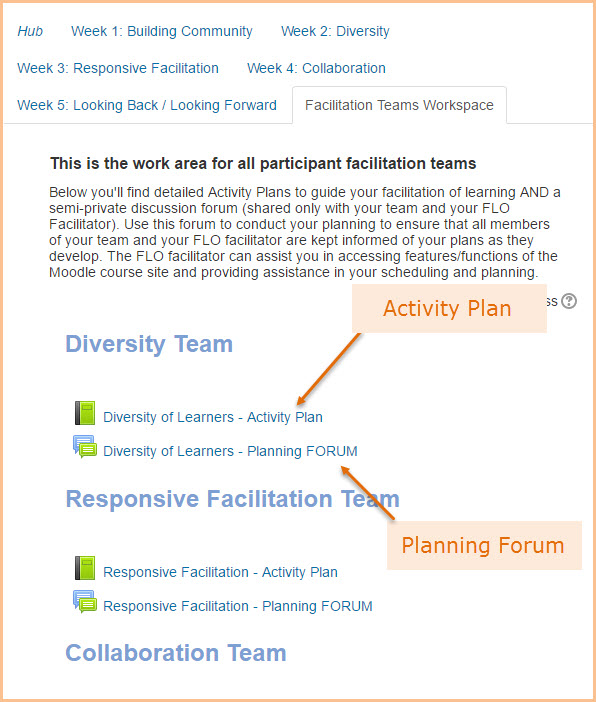 Hub Week 1: Building Community Week 2: Diversity
Week 3: Responsive Facilitation Week 4: Collaboration
Week 5: Looking Back / Looking Forward Facilitation Teams Workspace
This is the work area for all participant facilitation teams
Below you'll find detailed Activity Plans to guide your facilitation of learning AND a
semi-private discussion forum (shared only with your team and your FLO
Facilitator). Use this forum to conduct your planning to ensure that all members
of your team and your FLO facilitator are kept informed of your plans as they
develop. The FLO facilitator can assist you in accessing features/functions of the
Moodle course site and providing assistance in your scheduling and planning.
Activity Plan
Diversity Team
Diversity of Learners - Activity Plan
Diversity of Learners - Planning FORUM
Responsive Facilitation Team
Planning Forum
Responsive Facilitation - Activity Plan
Responsive Facilitation - Planning FORUM
Collaboration Team